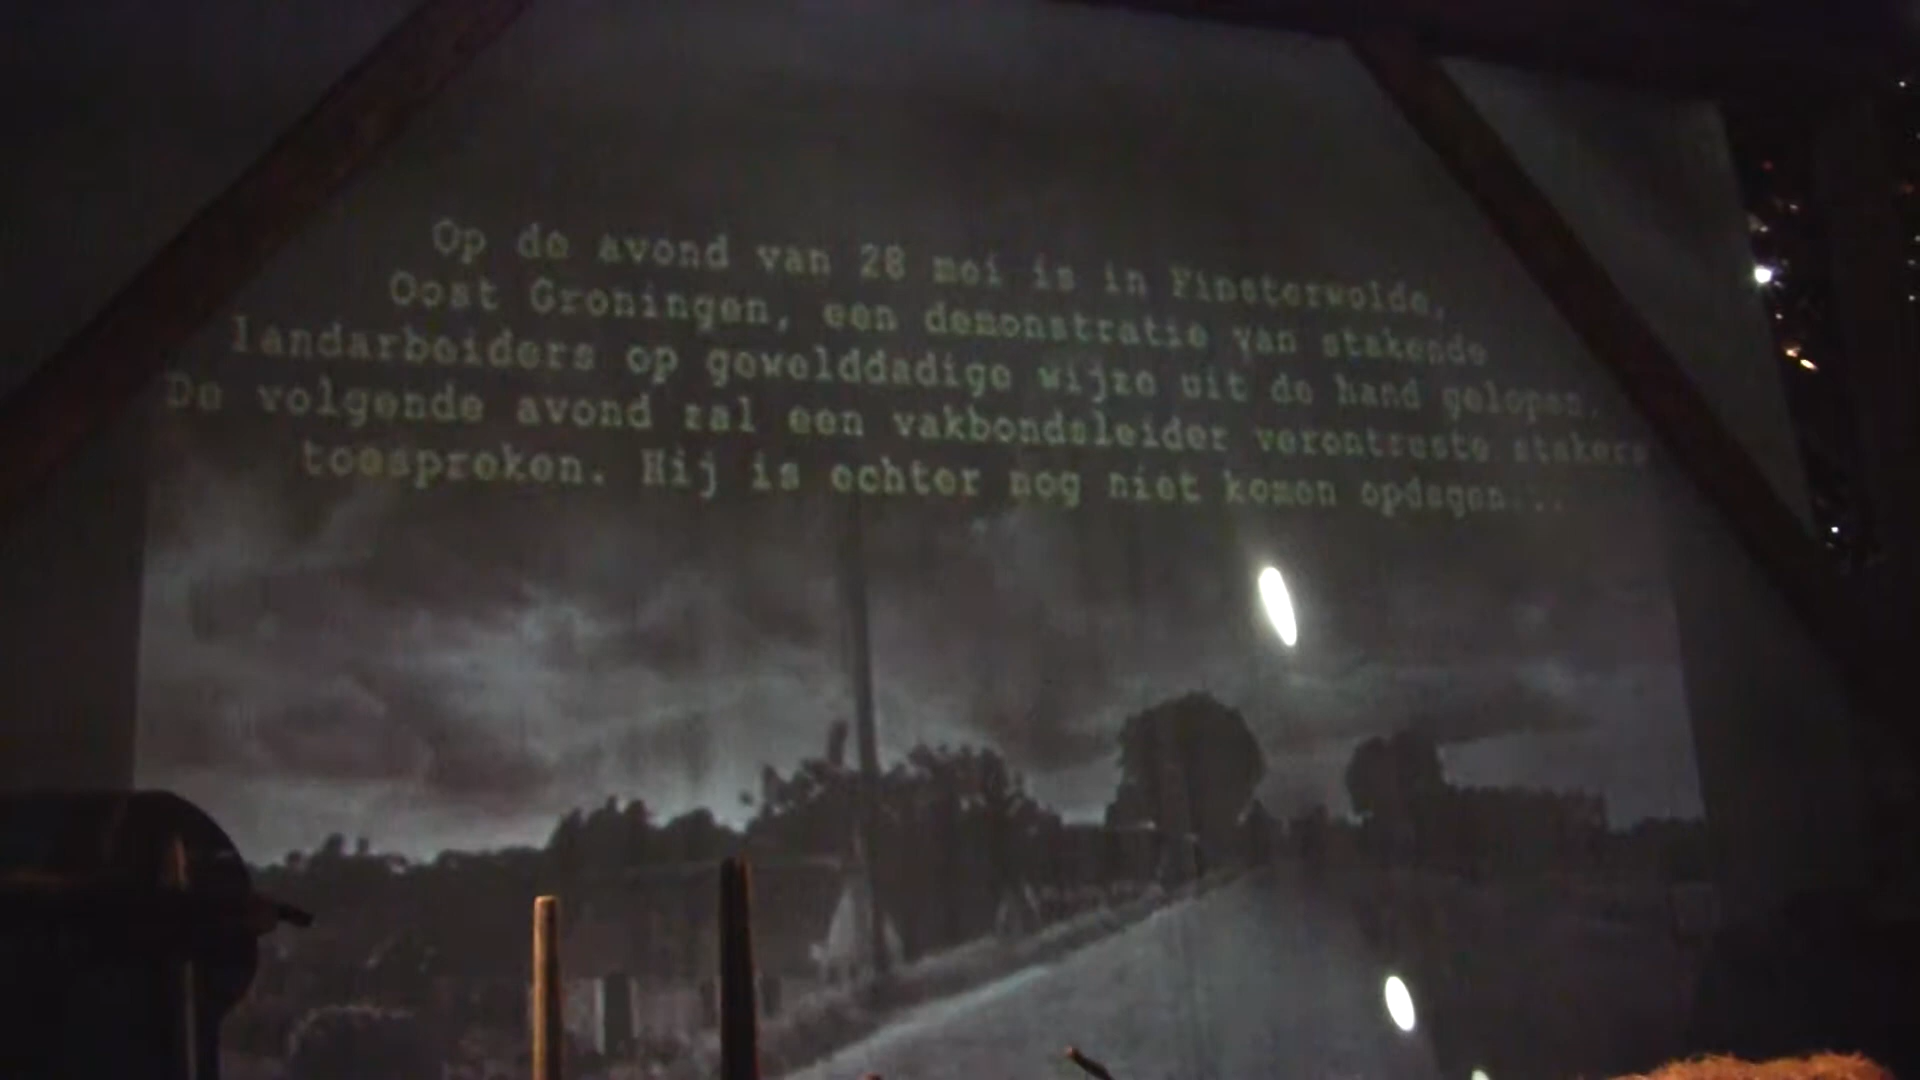 Op de avond van 28 mei is in Finsterwolde,
Oost Groningen, een demonstratie van stakende
landarbeiders op gewelddadige wijze uit de hand gelopen.
De volgende avond zal een vakbondsleider verontruste stakers
toespreken. Hij is echter nog niet komen opdagen...